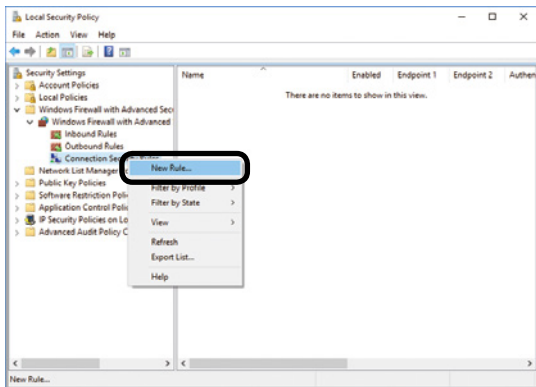 Local Security Policy
File Action View Help
Security Settings
Account Policies
Local Policies
Windows Firewall with Advanced Secu
Windows Firewall with Advanced
Inbound Rules
Outbound Rules
Connection Security Rules
Network List Manager
Public Key Policies
Software Restriction Poli
Application Control Polic
IP Security Policies on Lo
Advanced Audit Policy C
Name Enabled Endpoint 1 Endpoint 2 Authen
There are no items to show in this view.
New Rule...
Filter by Profile
Filter by State
View
Refresh
Export List...
Help
New Rule...